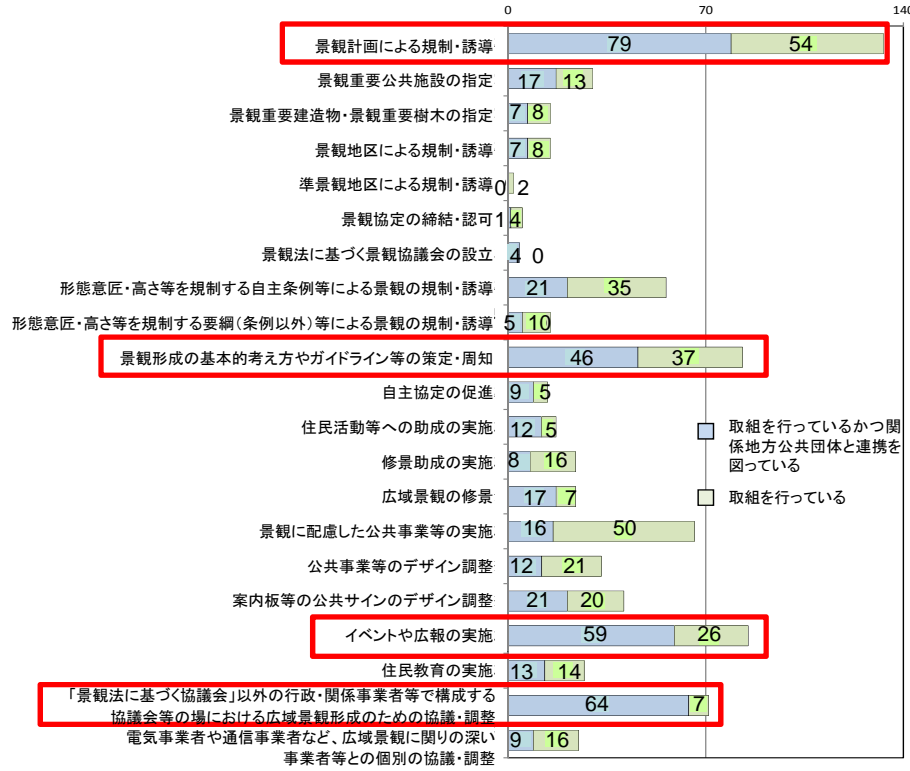 0 70 140
景観計画による規制・誘導 79 54
景観重要公共施設の指定 17 13
景観重要建造物・景観重要樹木の指定 7 8
景観地区による規制・誘導 7 8
準景観地区による規制・誘導 0 2
景観協定の締結・認可 1 4
景観法に基づく景観協議会の設立 4 0
形態意匠・高さ等を規制する自主条例等による景観の規制・誘導 21 35
形態意匠・高さ等を規制する要綱(条例以外)等による景観の規制・誘導 5 10
景観形成の基本的考え方やガイドライン等の策定・周知 46 37
自主協定の促進 9 5
住民活動等への助成の実施 12 5
修景助成の実施 8 16
広域景観の修景 17 7
景観に配慮した公共事業等の実施 16 50
公共事業等のデザイン調整 12 21
案内板等の公共サインのデザイン調整 21 20
イベントや広報の実施 59 26
住民教育の実施 13 14
「景観法に基づく協議会」以外の行政・関係事業者等で構成する
協議会等の場における広域景観形成のための協議・調整 64 7
電気事業者や通信事業者など、広域景観に関りの深い
事業者等との個別の協議・調整 9 16
取組を行っているかつ関
係地方公共団体と連携を
図っている
取組を行っている